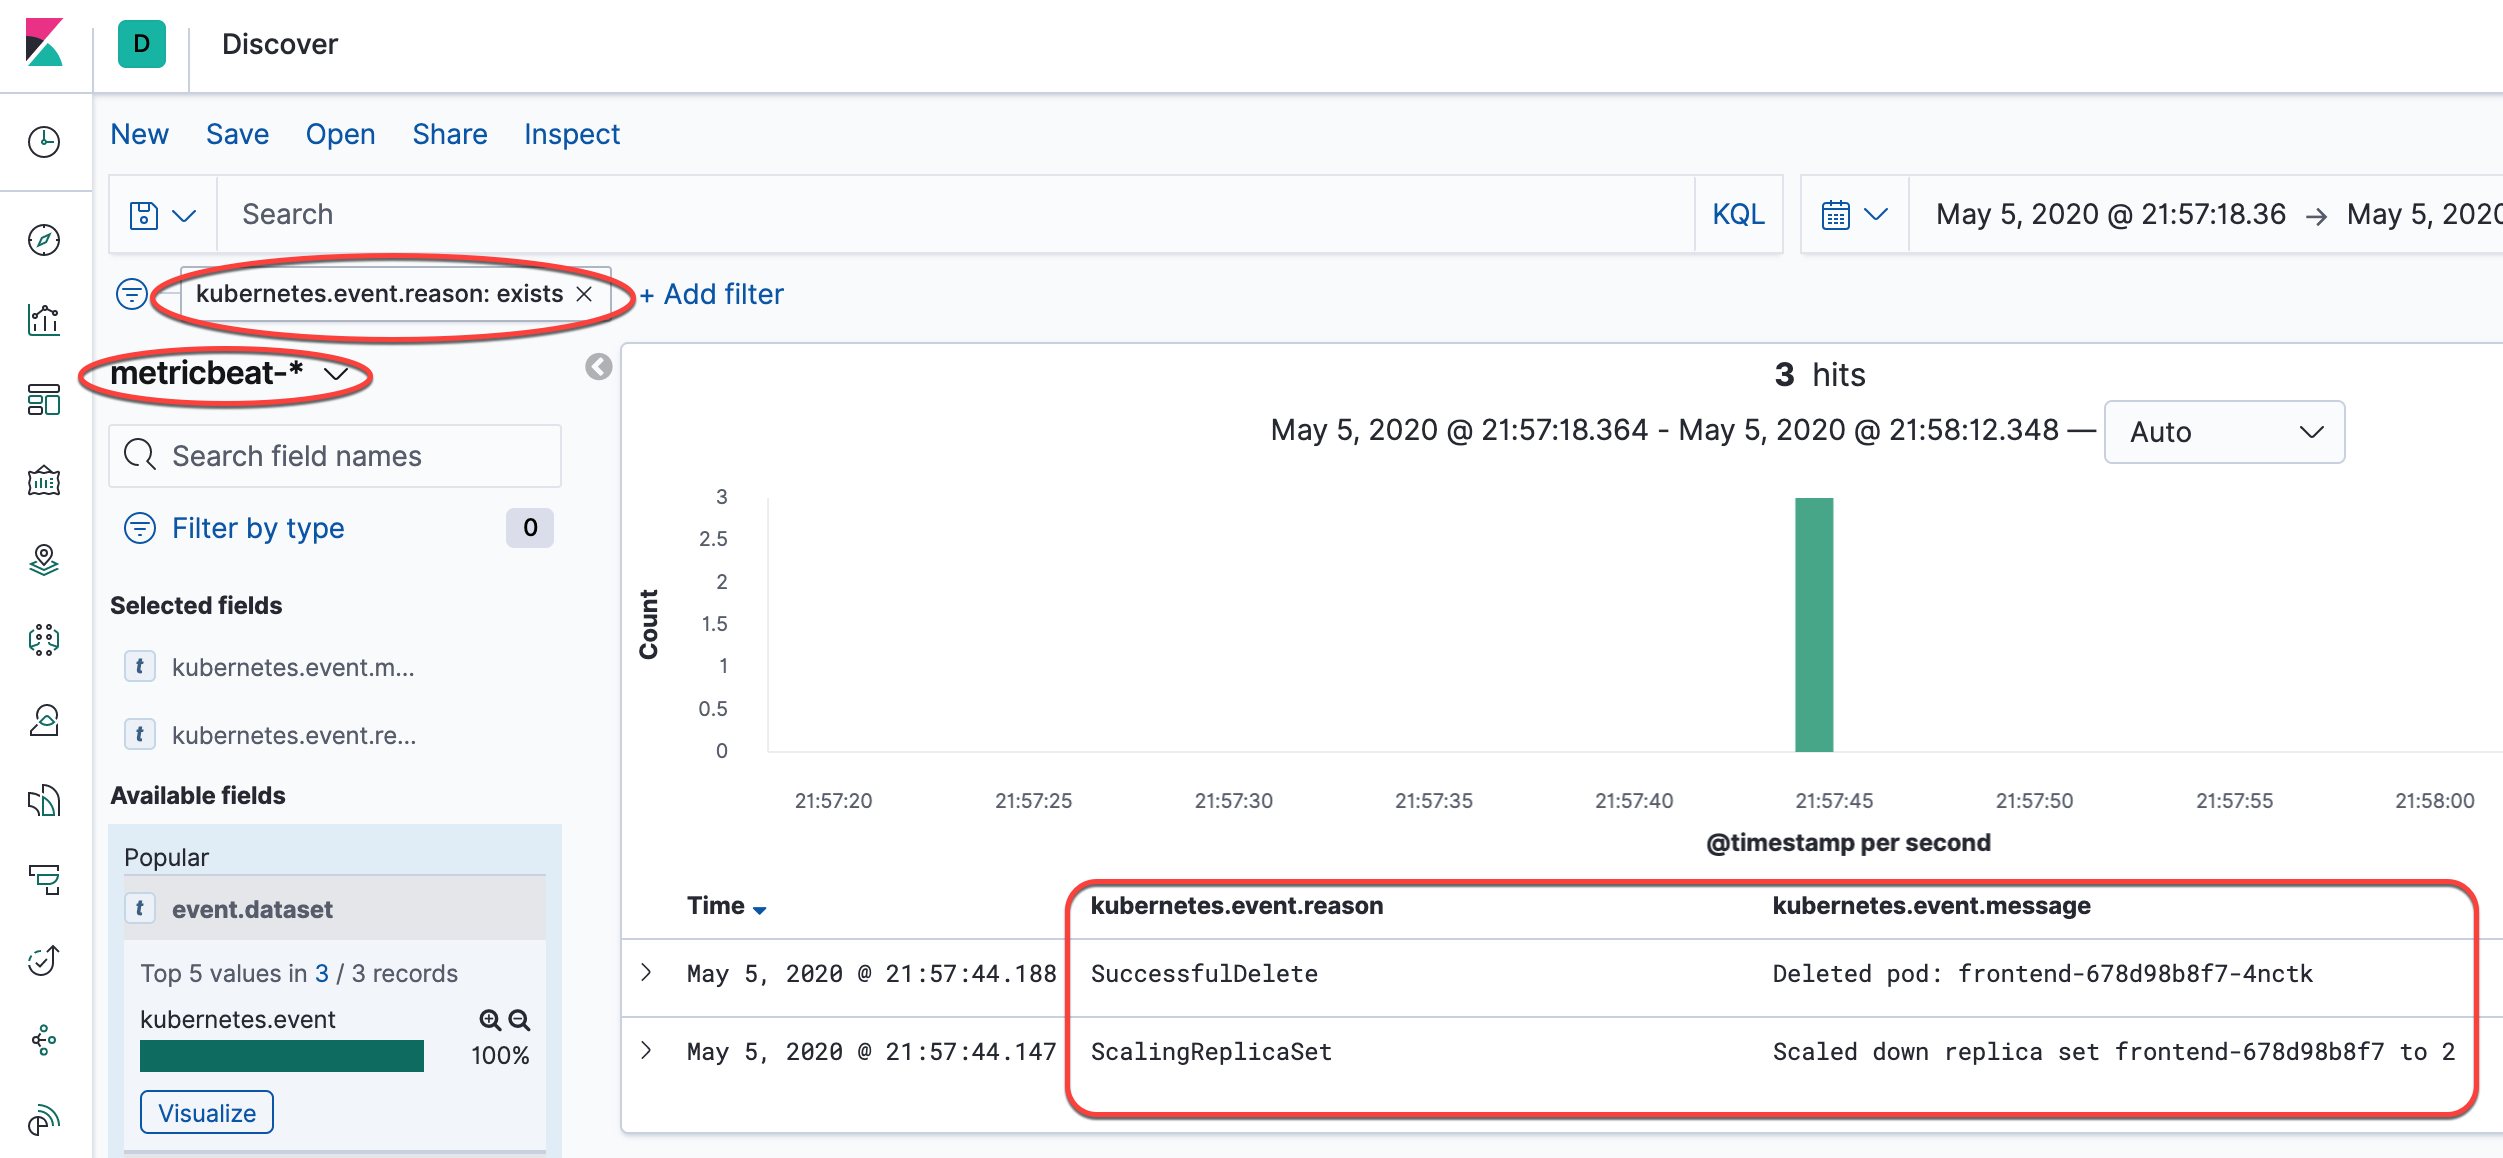 D
Discover
New Save Open Share Inspect
Search
KQL
May 5, 2020 @ 21:57:18.36 → May 5, 2020
kubernetes.event.reason: exists ×
+ Add filter
metricbeat-*
Search field names
Filter by type 0
Selected fields
t kubernetes.event.m...
t kubernetes.event.re...
Available fields
Popular
t event.dataset
Top 5 values in 3 / 3 records
kubernetes.event
100%
Visualize
3 hits
May 5, 2020 @ 21:57:18.364 - May 5, 2020 @ 21:58:12.348 — Auto
Count
3
2.5
2
1.5
1
0.5
0
21:57:20 21:57:25 21:57:30 21:57:35 21:57:40 21:57:45 21:57:50 21:57:55 21:58:00
@timestamp per second
Time kubernetes.event.reason kubernetes.event.message
May 5, 2020 @ 21:57:44.188 SuccessfulDelete Deleted pod: frontend-678d98b8f7-4nctk
May 5, 2020 @ 21:57:44.147 ScalingReplicaSet Scaled down replica set frontend-678d98b8f7 to 2